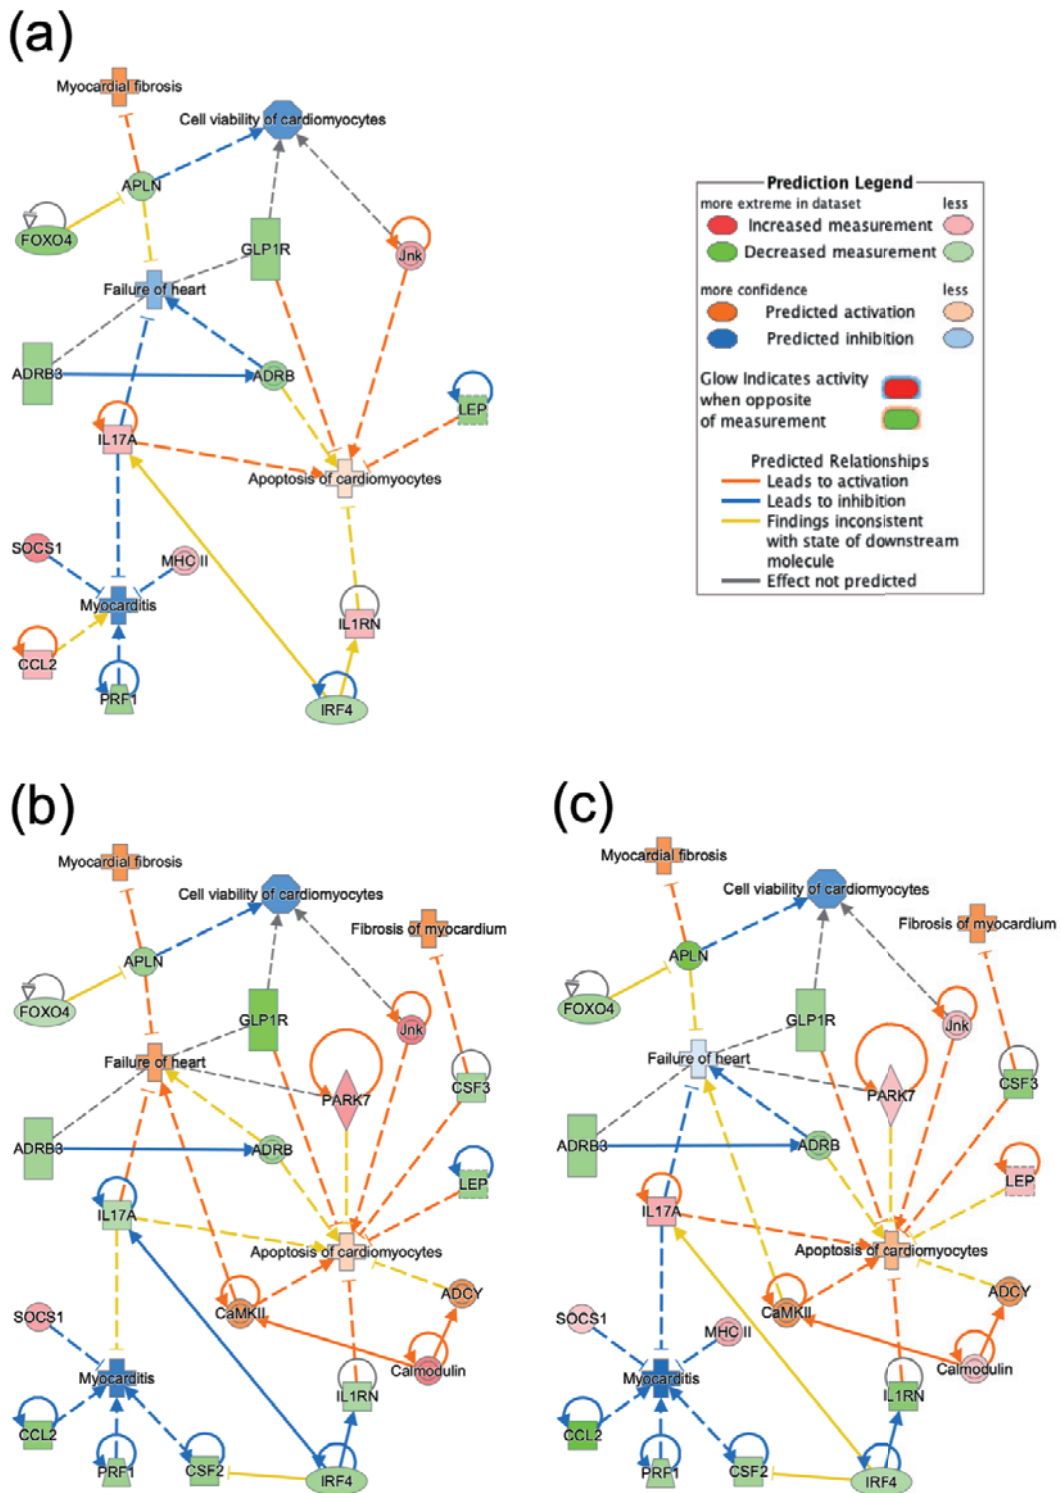 (a)
Myocardial fibrosis
Cell viability of cardiomyocytes
APLN
FOXO4
GLP1R
Jnk
Failure of heart
ADRB3
ADRB
LEP
IL17A
Apoptosis of cardiomyocytes
SOCS1
MHC II
Myocarditis
IL1RN
CCL2
PRF1
IRF4
Prediction Legend
more extreme in dataset less
Increased measurement
Decreased measurement
more confidence less
Predicted activation
Predicted inhibition
Glow Indicates activity
when opposite
of measurement
Predicted Relationships
Leads to activation
Leads to inhibition
Findings inconsistent
with state of downstream
molecule
Effect not predicted
(b)
Myocardial fibrosis
Cell viability of cardiomyocytes
Fibrosis of myocardium
APLN
FOXO4
GLP1R
Jnk
Failure of heart
CSF3
PARK7
ADRB3
ADRB
LEP
IL17A
Apoptosis of cardiomyocytes
ADCY
CaMKII
SOCS1
Calmodulin
Myocarditis
IL1RN
CCL2
PRF1
CSF2
IRF4
(c)
Myocardial fibrosis
Cell viability of cardiomyocytes
Fibrosis of myocardium
APLN
FOXO4
GLP1R
Jnk
Failure of heart
CSF3
PARK7
ADRB3
ADRB
LEP
IL17A
Apoptosis of cardiomyocytes
ADCY
CaMKII
SOCS1
MHC II
Calmodulin
Myocarditis
IL1RN
CCL2
PRF1
CSF2
IRF4